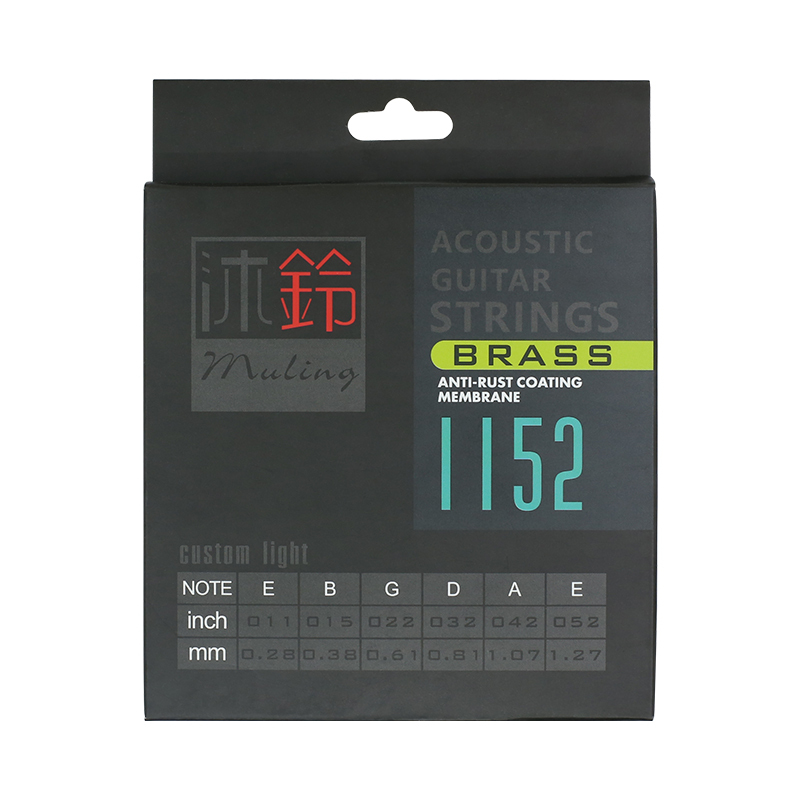 沐鈴
Muling
ACOUSTIC
GUITAR
STRINGS
BRASS
ANTI-RUST COATING
MEMBRANE
1152
custom light
NOTE E B G D A E
inch 011 015 022 032 042 052
mm 0.28 0.38 0.61 0.81 1.07 1.27